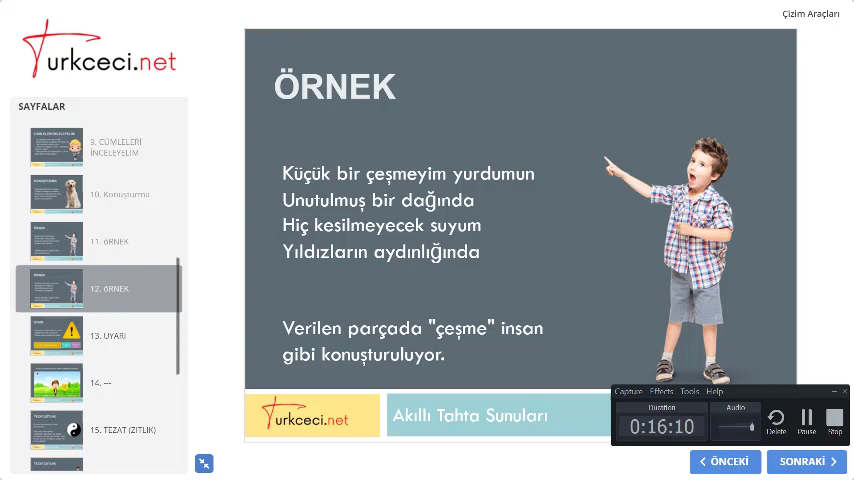 Çizim Araçları
Turkceci.net
SAYFALAR
9. CÜMLELERİ
İNCELEYELİM
10. Konuşturma
11. ÖRNEK
12. ÖRNEK
13. UYARI
14. ---
15. TEZAT (ZITLIK)
ÖRNEK
Küçük bir çeşmeyim yurdumun
Unutulmuş bir dağında
Hiç kesilmeyecek suyum
Yıldızların aydınlığında
Verilen parçada "çeşme" insan
gibi konuşturuluyor.
Turkceci.net
Akıllı Tahta Sunuları
Capture Effects Tools Help
Duration
0:16:10
Audio
Delete
Pause
Stop
ÖNCEKİ
SONRAKİ